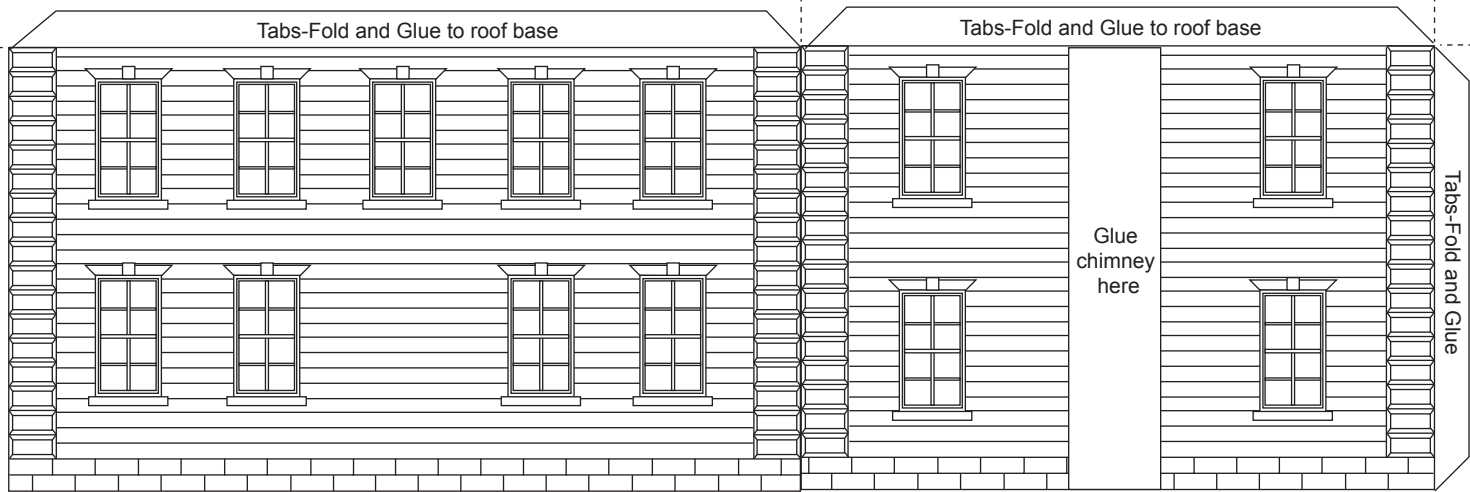 Tabs-Fold and Glue to roof base
Tabs-Fold and Glue to roof base
Glue
chimney
here
Tabs-Fold and Glue